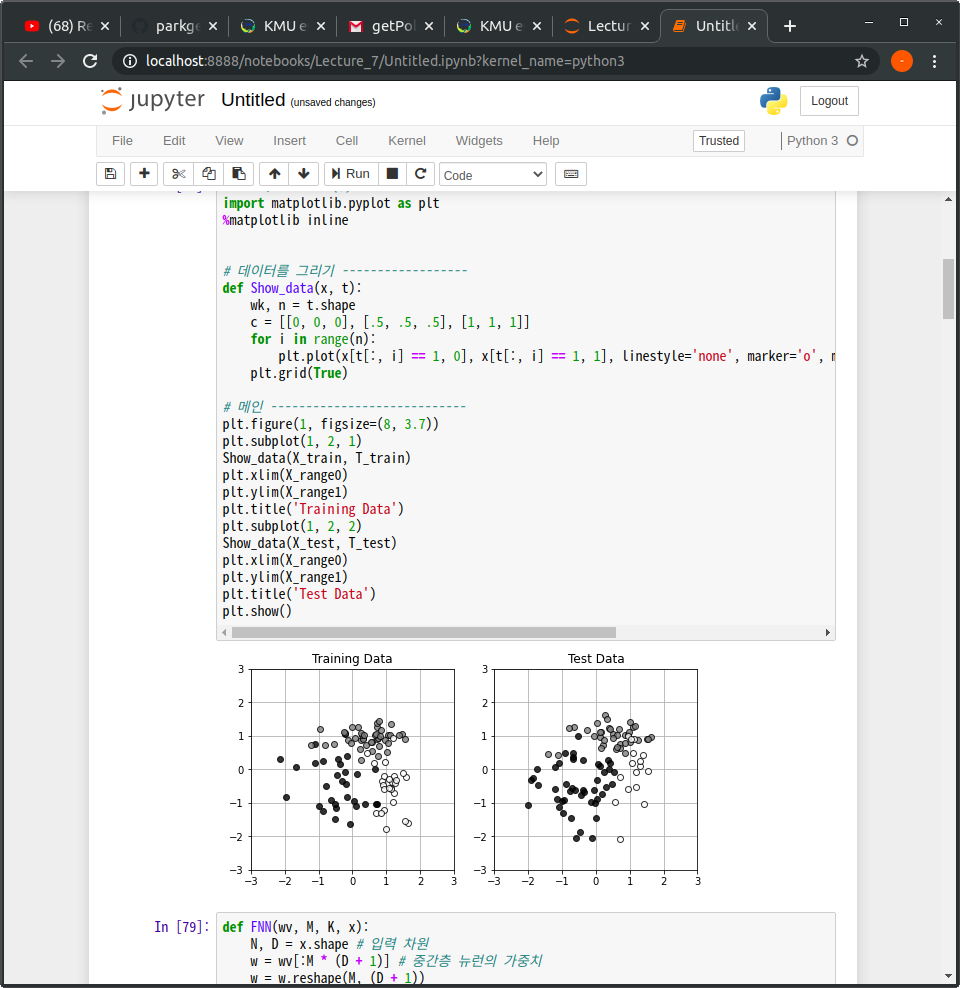 (68) Re
parkge
KMU e
getPol
KMU e
Lectur
Untitle
localhost:8888/notebooks/Lecture_7/Untitled.ipynb?kernel_name=python3
jupyter Untitled (unsaved changes)
Logout
File Edit View Insert Cell Kernel Widgets Help
Trusted
Python 3
Run
Code
import matplotlib.pyplot as plt
%matplotlib inline
# 데이터를 그리기 ------------------
def Show_data(x, t):
    wk, n = t.shape
    c = [[0, 0, 0], [.5, .5, .5], [1, 1, 1]]
    for i in range(n):
        plt.plot(x[t[:, i] == 1, 0], x[t[:, i] == 1, 1], linestyle='none', marker='o', m
    plt.grid(True)
# 메인 ----------------------------
plt.figure(1, figsize=(8, 3.7))
plt.subplot(1, 2, 1)
Show_data(X_train, T_train)
plt.xlim(X_range0)
plt.ylim(X_range1)
plt.title('Training Data')
plt.subplot(1, 2, 2)
Show_data(X_test, T_test)
plt.xlim(X_range0)
plt.ylim(X_range1)
plt.title('Test Data')
plt.show()
Training Data
3
2
1
0
−1
−2
−3
−3 −2 −1 0 1 2 3
Test Data
3
2
1
0
−1
−2
−3
−3 −2 −1 0 1 2 3
In [79]:
def FNN(wv, M, K, x):
    N, D = x.shape # 입력 차원
    w = wv[:M * (D + 1)] # 중간층 뉴런의 가중치
    w = w.reshape(M, (D + 1))